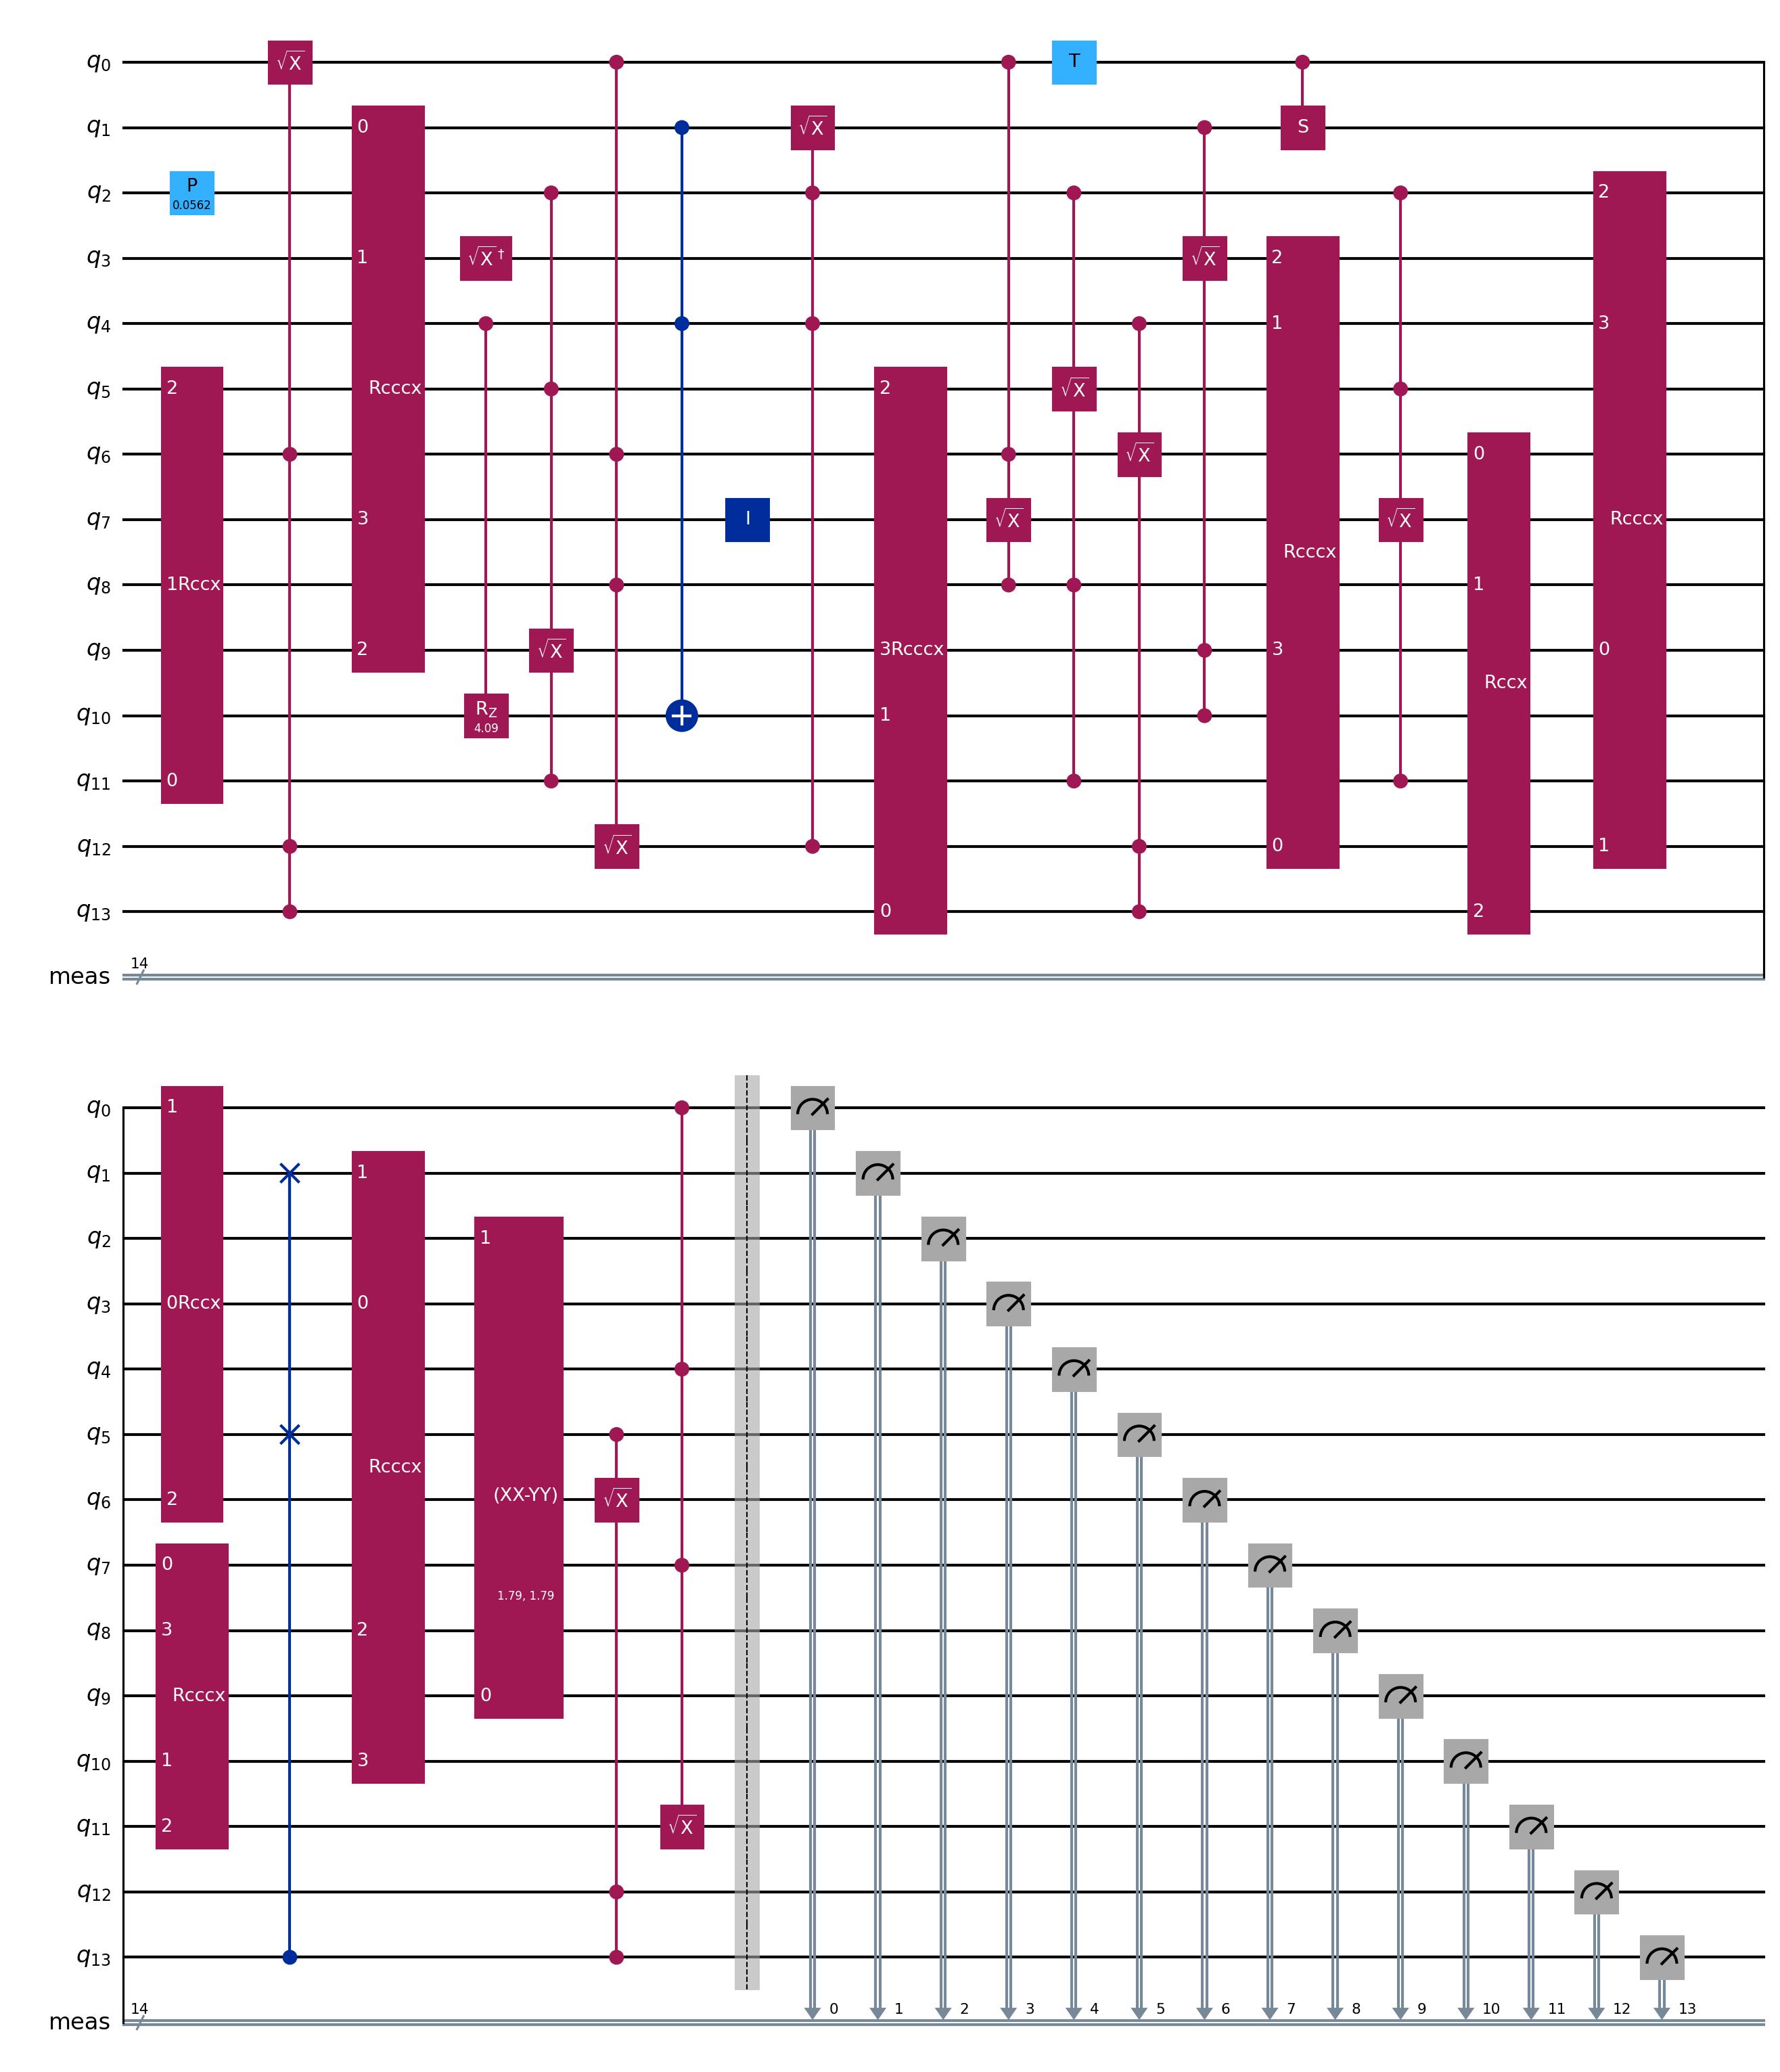 q0 √X T
q1 0 √X S
q2 P 2
0.0562
q3 1 √X† √X 2
q4 1 3
q5 2 Rcccx 2 √X
q6 √X 0
q7 3 I √X Rcccx √X Rcccx
q8 1Rccx 1
q9 2 √X 3Rcccx 3 Rccx 0
q10 RZ 1
4.09
q11 0
q12 √X 0 1
q13 0 2
14
meas
q0 1
q1 1
q2 1
q3 0Rccx 0
q4
q5 Rcccx
q6 2 (XX-YY) √X
q7 0
1.79, 1.79
q8 3 2
q9 Rcccx 0
q10 1 3
q11 2 √X
q12
q13
14 0 1 2 3 4 5 6 7 8 9 10 11 12 13
meas